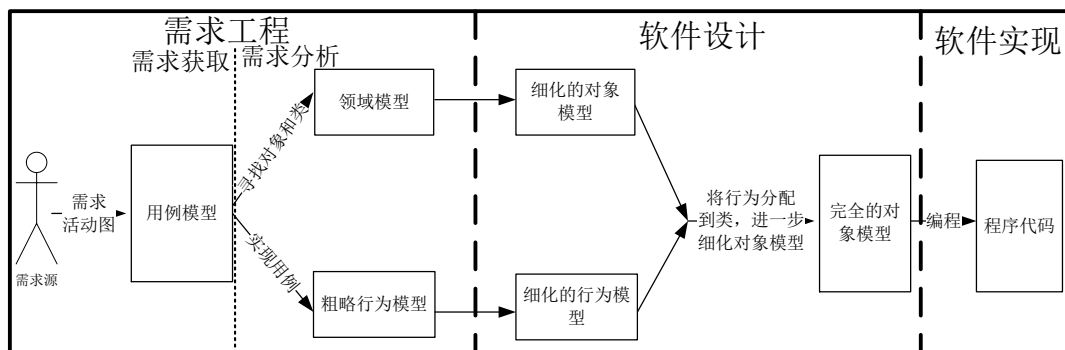 需求工程
软件设计
软件实现
需求获取
需求分析
寻找对象和类
领域模型
细化的对象
模型
需求
活动图
用例模型
将行为分配
到类，进一步
细化对象模型
完全的对
象模型
编程
程序代码
需求源
实现用例
粗略行为模型
细化的行为模
型